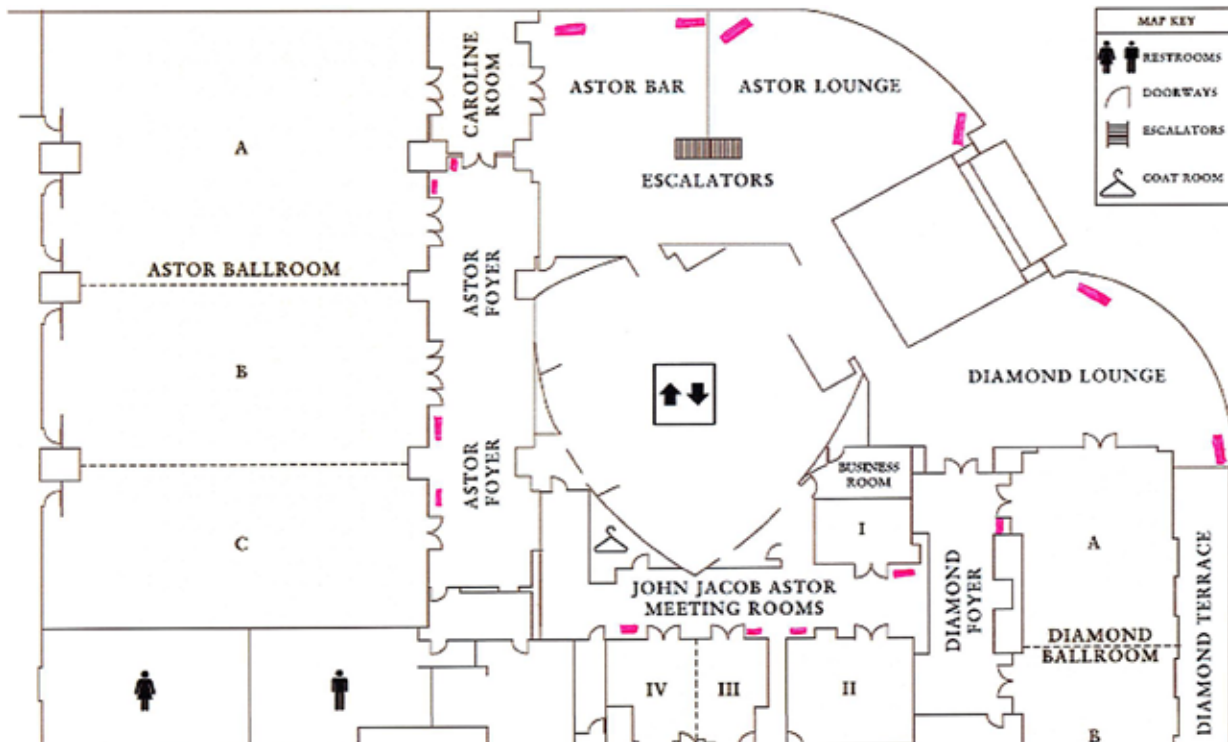 MAP KEY
RESTROOMS
DOORWAYS
ESCALATORS
COAT ROOM
CAROLINE
ROOM
ASTOR BAR
ASTOR LOUNGE
A
ESCALATORS
ASTOR BALLROOM
ASTOR
FOYER
B
DIAMOND LOUNGE
ASTOR
FOYER
BUSINESS
ROOM
C
I
A
JOHN JACOB ASTOR
MEETING ROOMS
DIAMOND
FOYER
DIAMOND
BALLROOM
DIAMOND TERRACE
IV
III
II
B